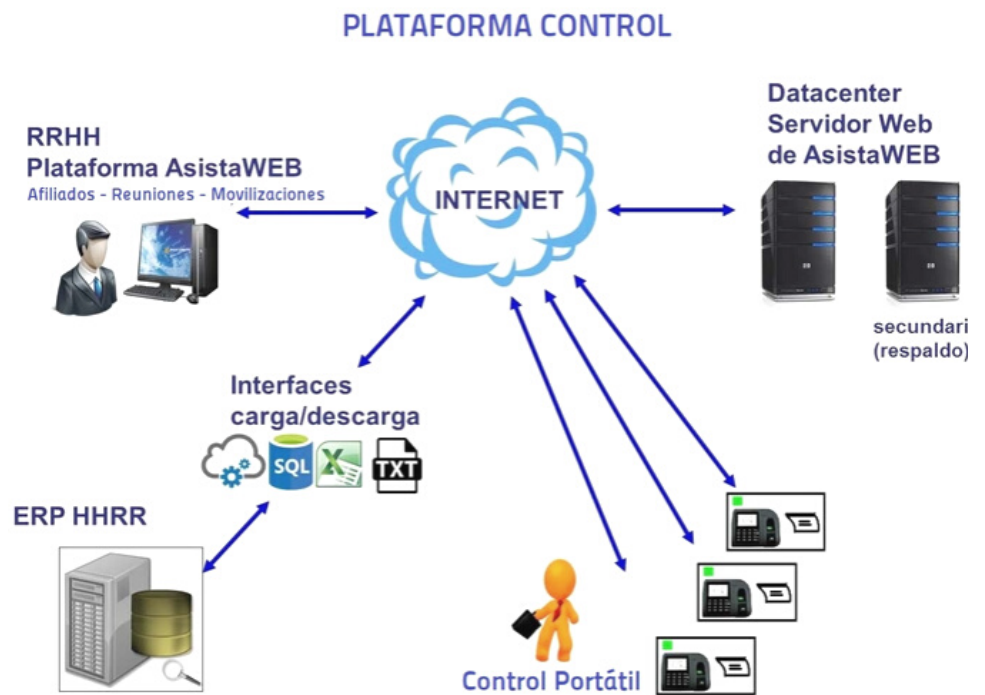 PLATAFORMA CONTROL
RRHH
Plataforma AsistaWEB
Afiliados - Reuniones - Movilizaciones
INTERNET
Datacenter
Servidor Web
de AsistaWEB
secundari
(respaldo)
Interfaces
carga/descarga
SQL
TXT
ERP HHRR
Control Portátil